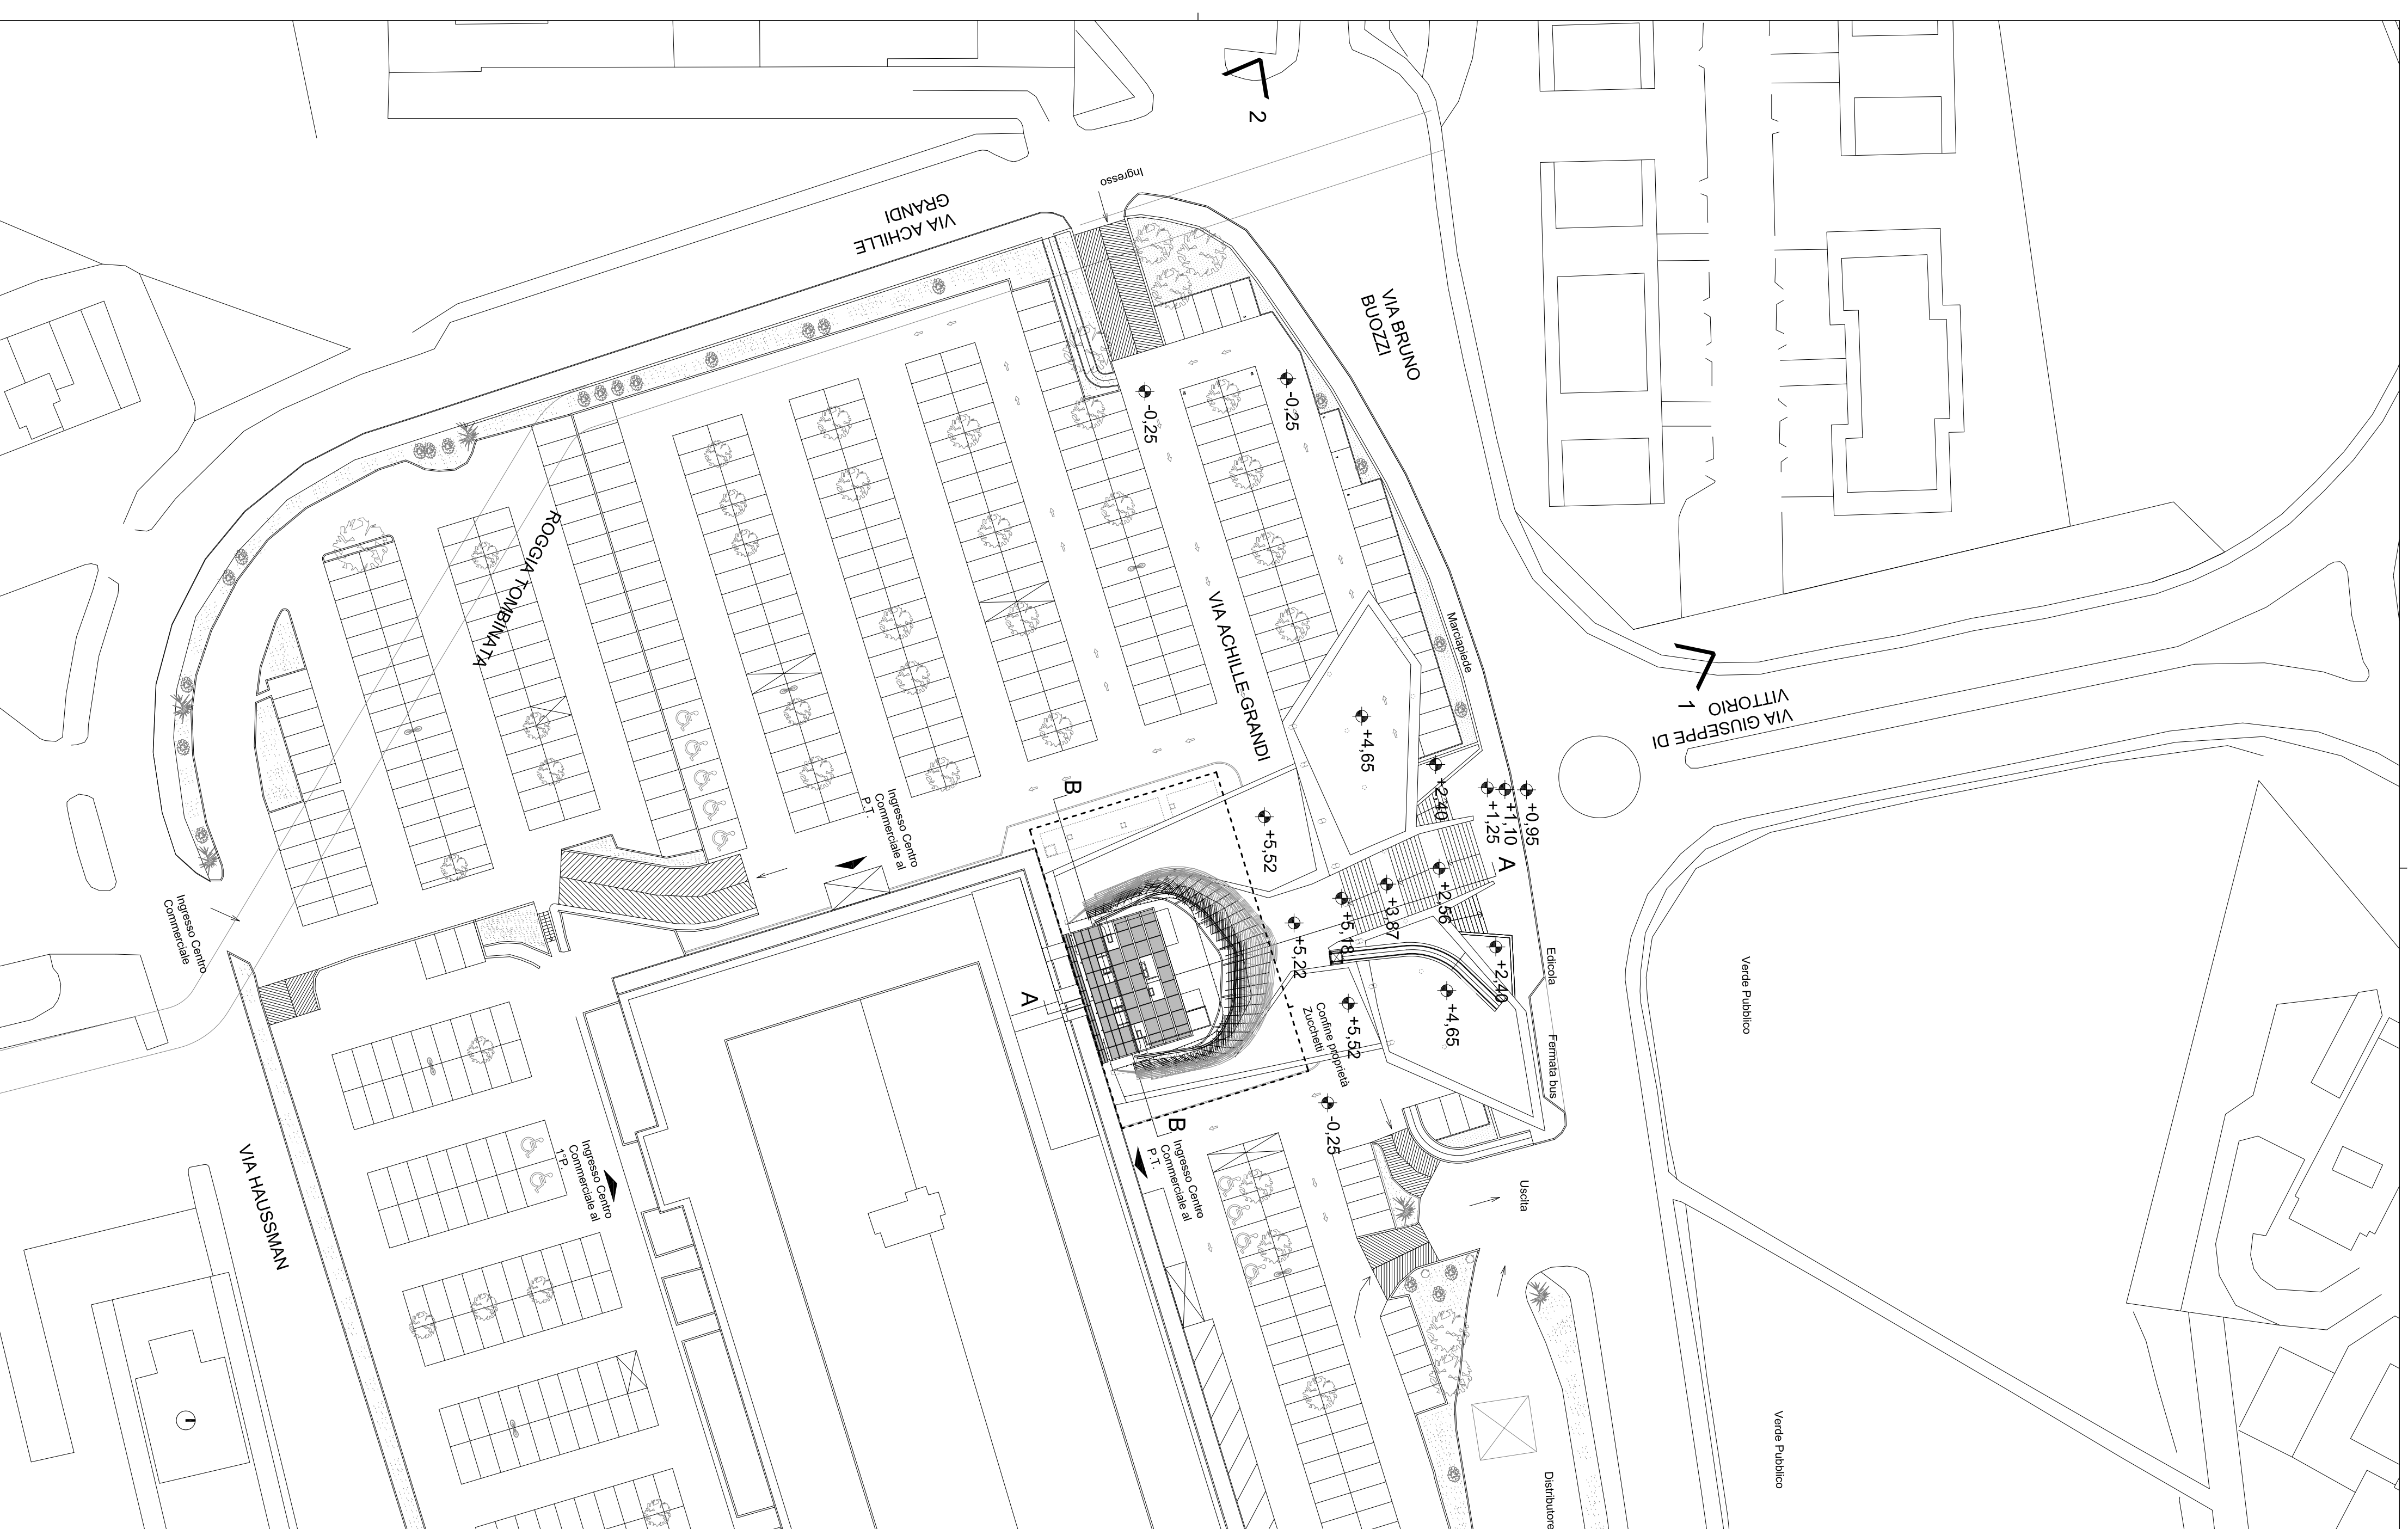 2
Ingresso
VIA ACHILLE
GRANDI
VIA BRUNO
BUOZZI
-0,25
-0,25
ROGGIA TOMBINATA
VIA ACHILLE GRANDI
Marciapiede
1
VIA GIUSEPPE DI
VITTORIO
+4,65
+2,40
+0,95
+1,10
+1,25
A
B
+5,52
Ingresso Centro
Commerciale al
P.T.
+2,56
+3,87
+5,18
+5,22
+2,40
Edicola
Verde Pubblico
Ingresso Centro
Commerciale
A
+4,65
+5,52
Confine proprietà
Zucchetti
Fermata bus
-0,25
B
Ingresso Centro
Commerciale al
P.T.
Ingresso Centro
Commerciale al
1°P.
VIA HAUSSMAN
Uscita
Verde Pubblico
Distributore